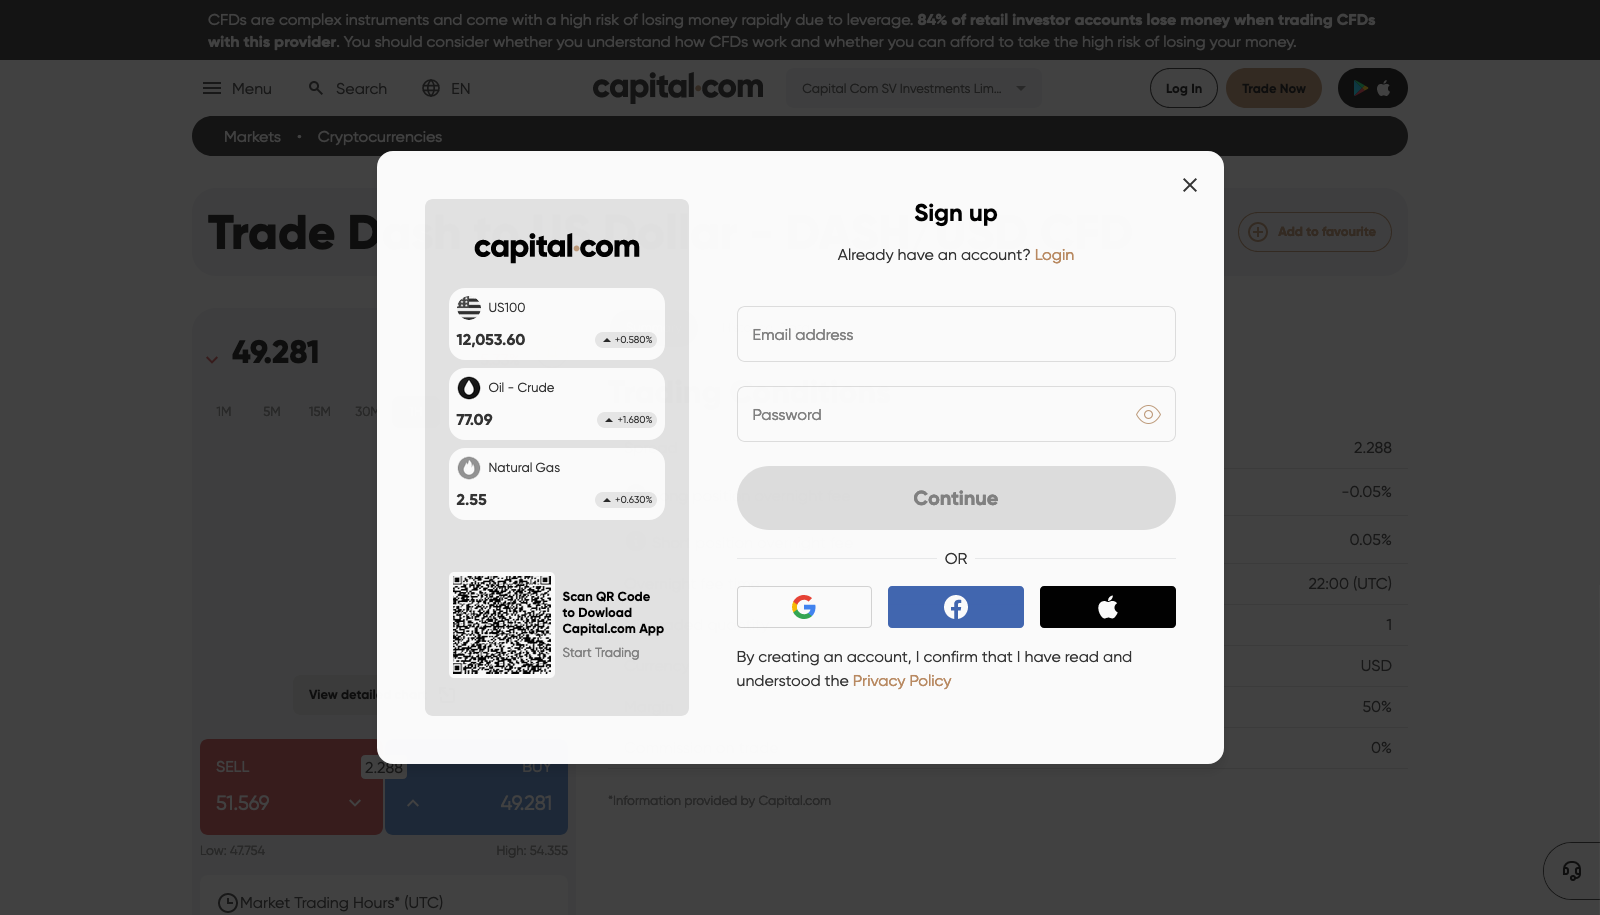 CFDs are complex instruments and come with a high risk of losing money rapidly due to leverage. 84% of retail investor accounts lose money when trading CFDs
with this provider. You should consider whether you understand how CFDs work and whether you can afford to take the high risk of losing your money.
Menu
Search
EN
capital.com
Capital Com SV Investments Lim...
Log In
Trade Now
Markets • Cryptocurrencies
Trade Dash to US Dollar - DASH/USD CFD
Add to favourite
49.281
1M 5M 15M 30M
View details
SELL
2.288
BUY
51.569
49.281
Low: 47.754
High: 54.355
Market Trading Hours* (UTC)
2.288
-0.05%
0.05%
22:00 (UTC)
1
USD
50%
0%
*Information provided by Capital.com
capital.com
US100
12,053.60
+0.580%
Oil - Crude
77.09
+1.680%
Natural Gas
2.55
+0.630%
Scan QR Code
to Dowload
Capital.com App
Start Trading
Sign up
Already have an account? Login
Email address
Password
Continue
OR
By creating an account, I confirm that I have read and
understood the Privacy Policy